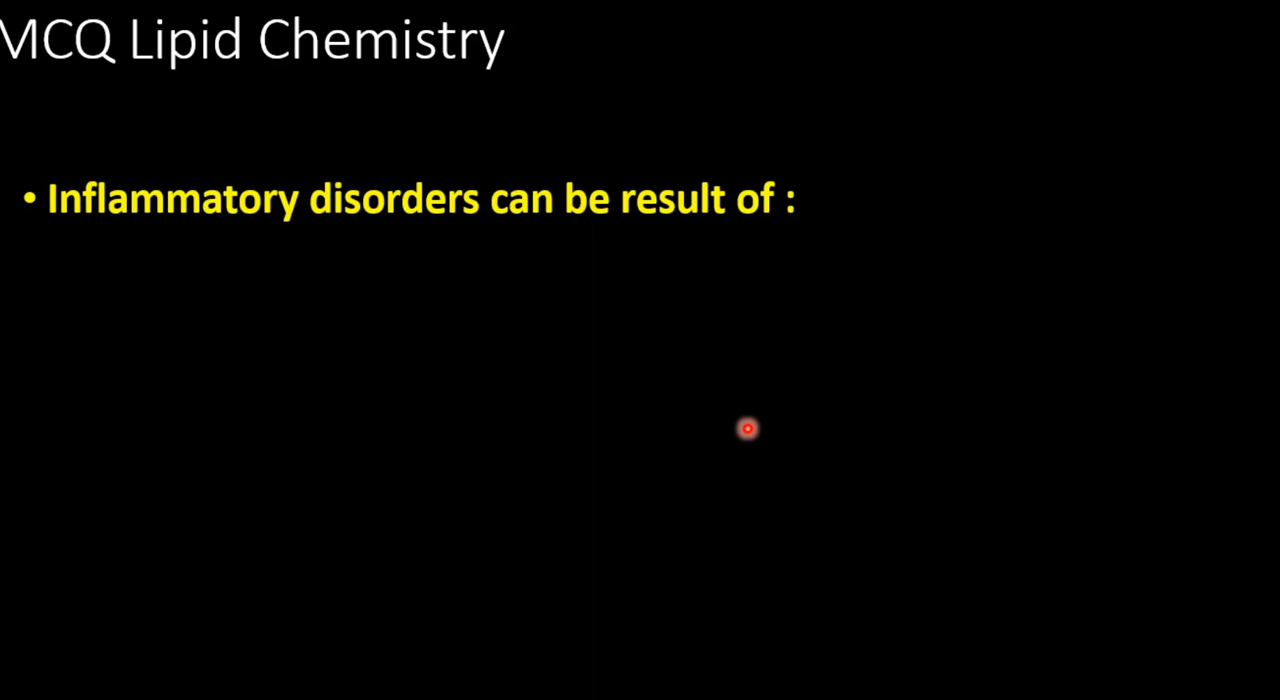 MCQ Lipid Chemistry
• Inflammatory disorders can be result of :